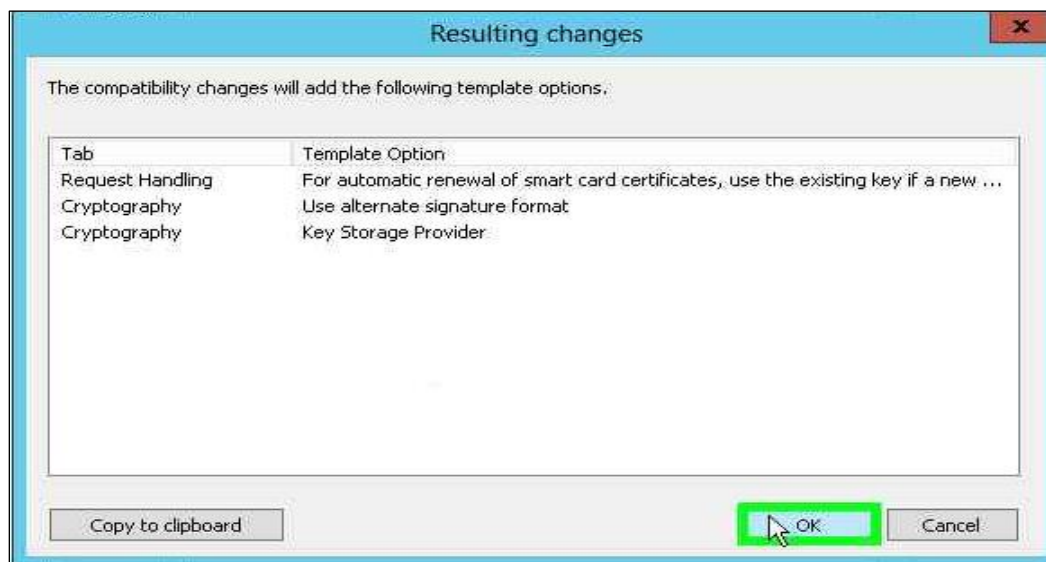 Resulting changes
x
The compatibility changes will add the following template options.
Tab Template Option
Request Handling For automatic renewal of smart card certificates, use the existing key if a new ...
Cryptography Use alternate signature format
Cryptography Key Storage Provider
Copy to clipboard OK Cancel